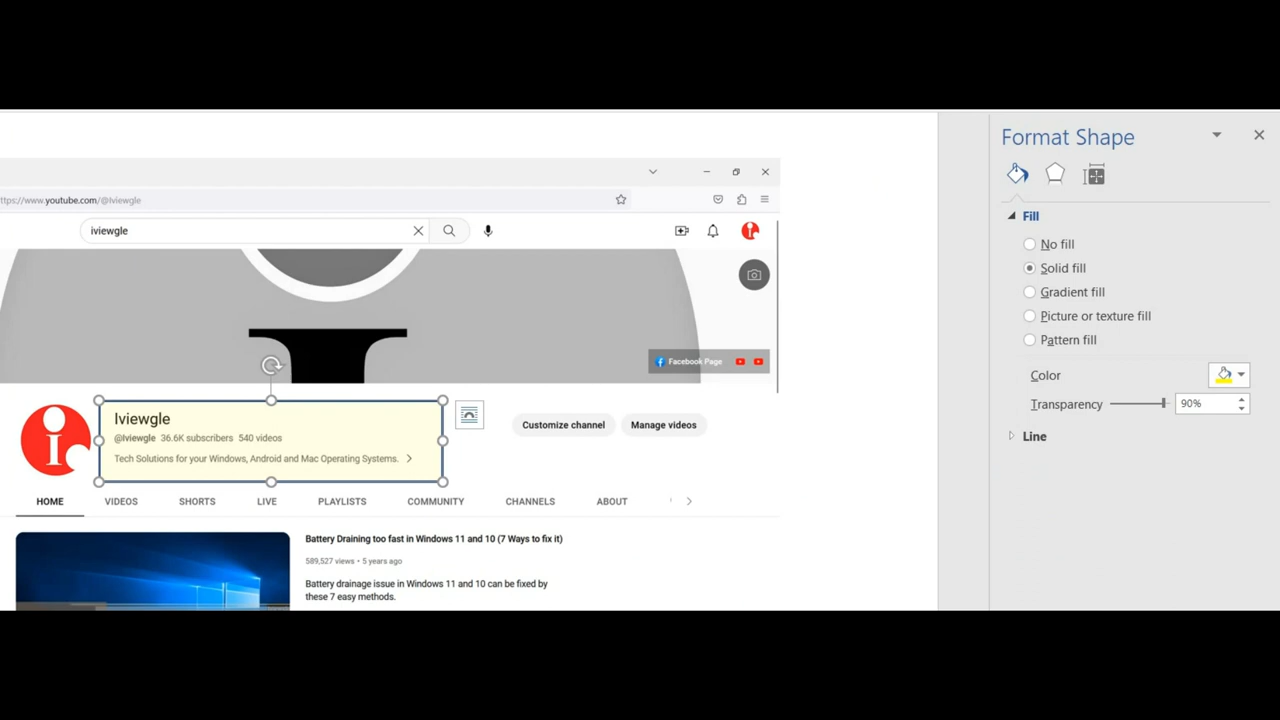 Format Shape
ttps://www.youtube.com/@Iviewgle
iviewgle
Fill
No fill
Solid fill
Gradient fill
Picture or texture fill
Pattern fill
Color
Transparency 90%
Line
I
Facebook Page
i
Iviewgle
@Iviewgle 36.6K subscribers 540 videos
Tech Solutions for your Windows, Android and Mac Operating Systems.
Customize channel Manage videos
HOME VIDEOS SHORTS LIVE PLAYLISTS COMMUNITY CHANNELS ABOUT
Battery Draining too fast in Windows 11 and 10 (7 Ways to fix it)
589,527 views • 5 years ago
Battery drainage issue in Windows 11 and 10 can be fixed by
these 7 easy methods.